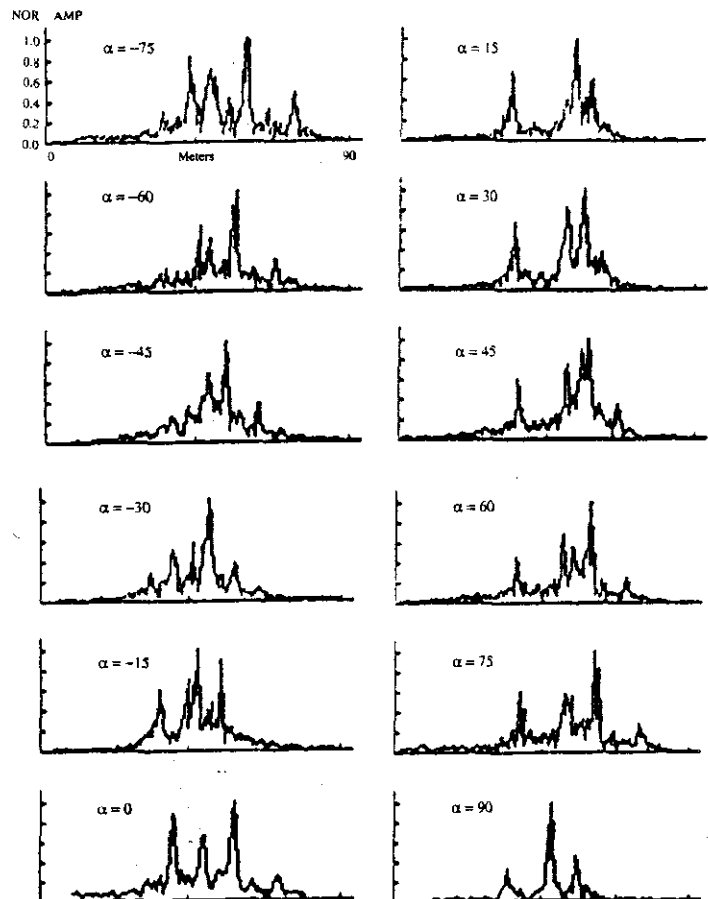 NOR AMP
1.0
0.8
0.6
0.4
0.2
0.0
α = −75
0 Meters 90
α = 15
α = −60
α = 30
α = −45
α = 45
α = −30
α = 60
α = −15
α = 75
α = 0
α = 90